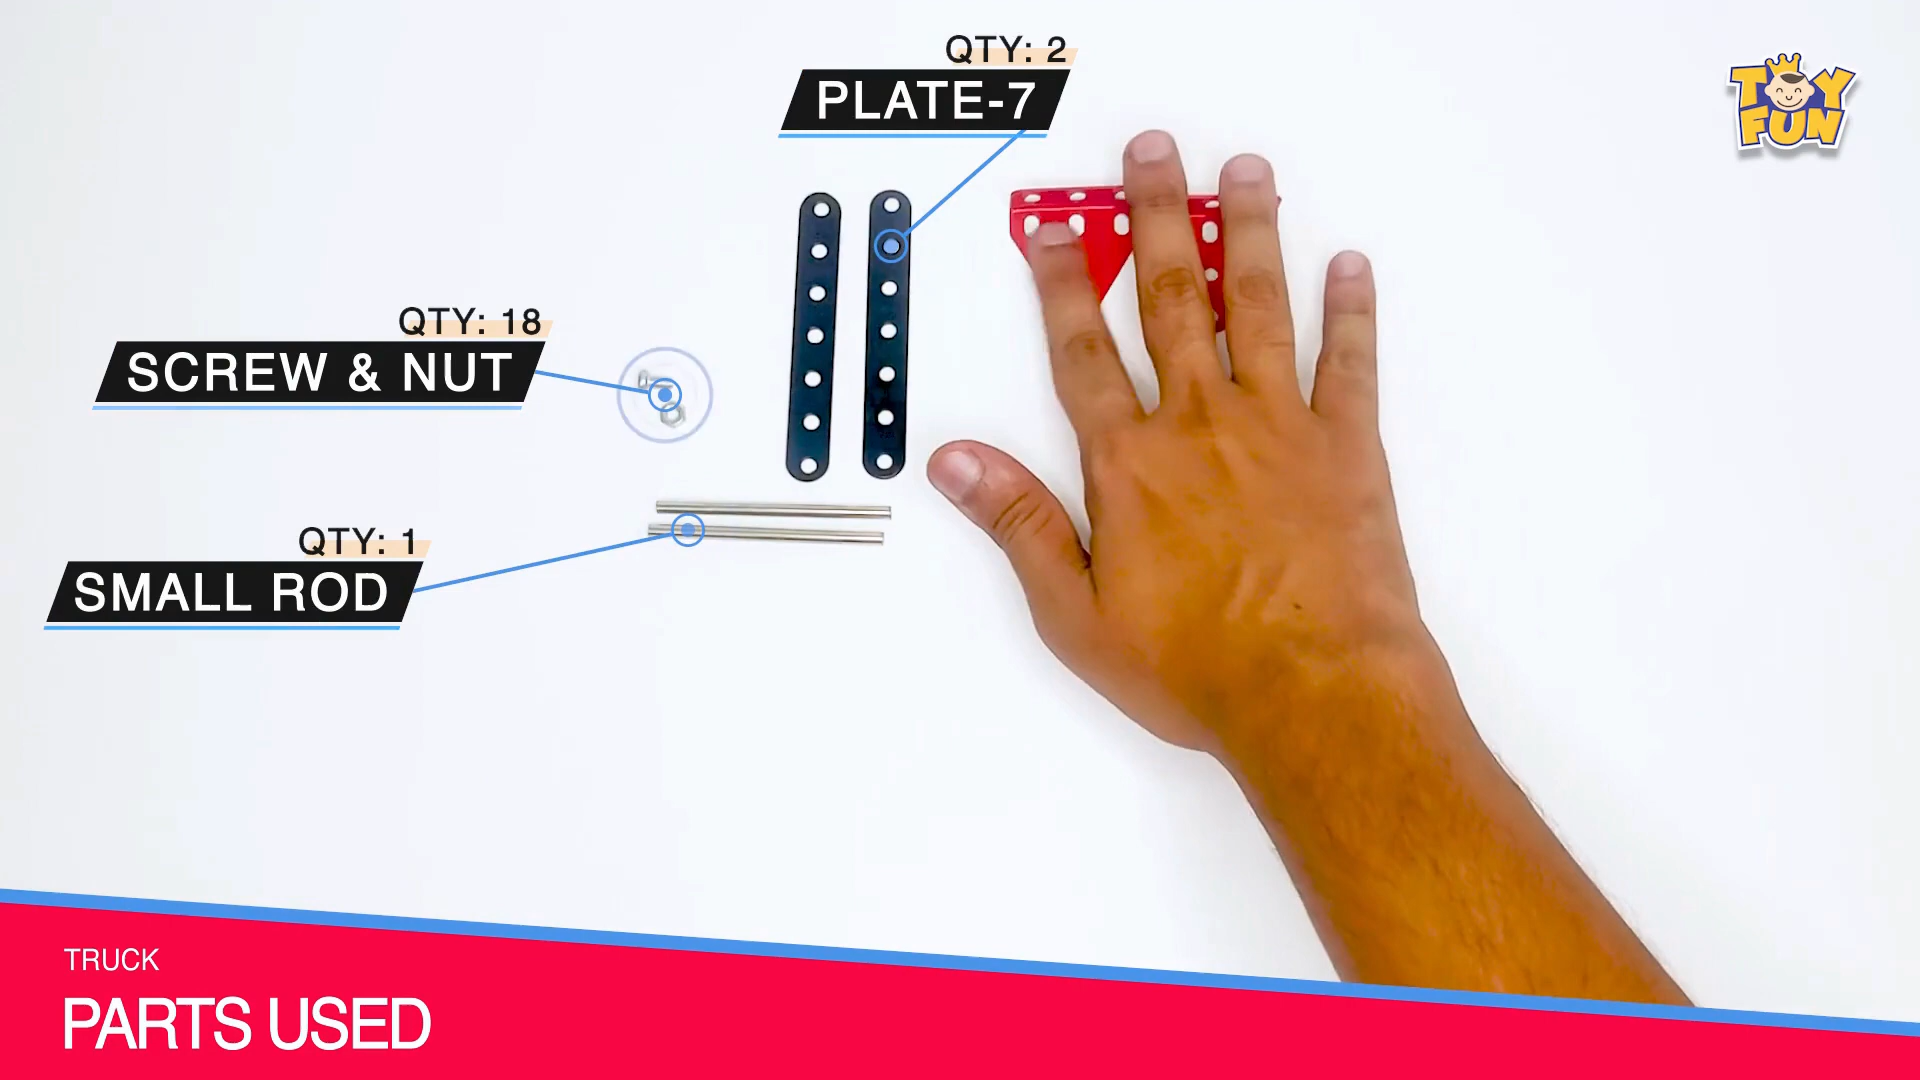 QTY: 2
PLATE-7
TOY
FUN
QTY: 18
SCREW & NUT
QTY: 1
SMALL ROD
TRUCK
PARTS USED